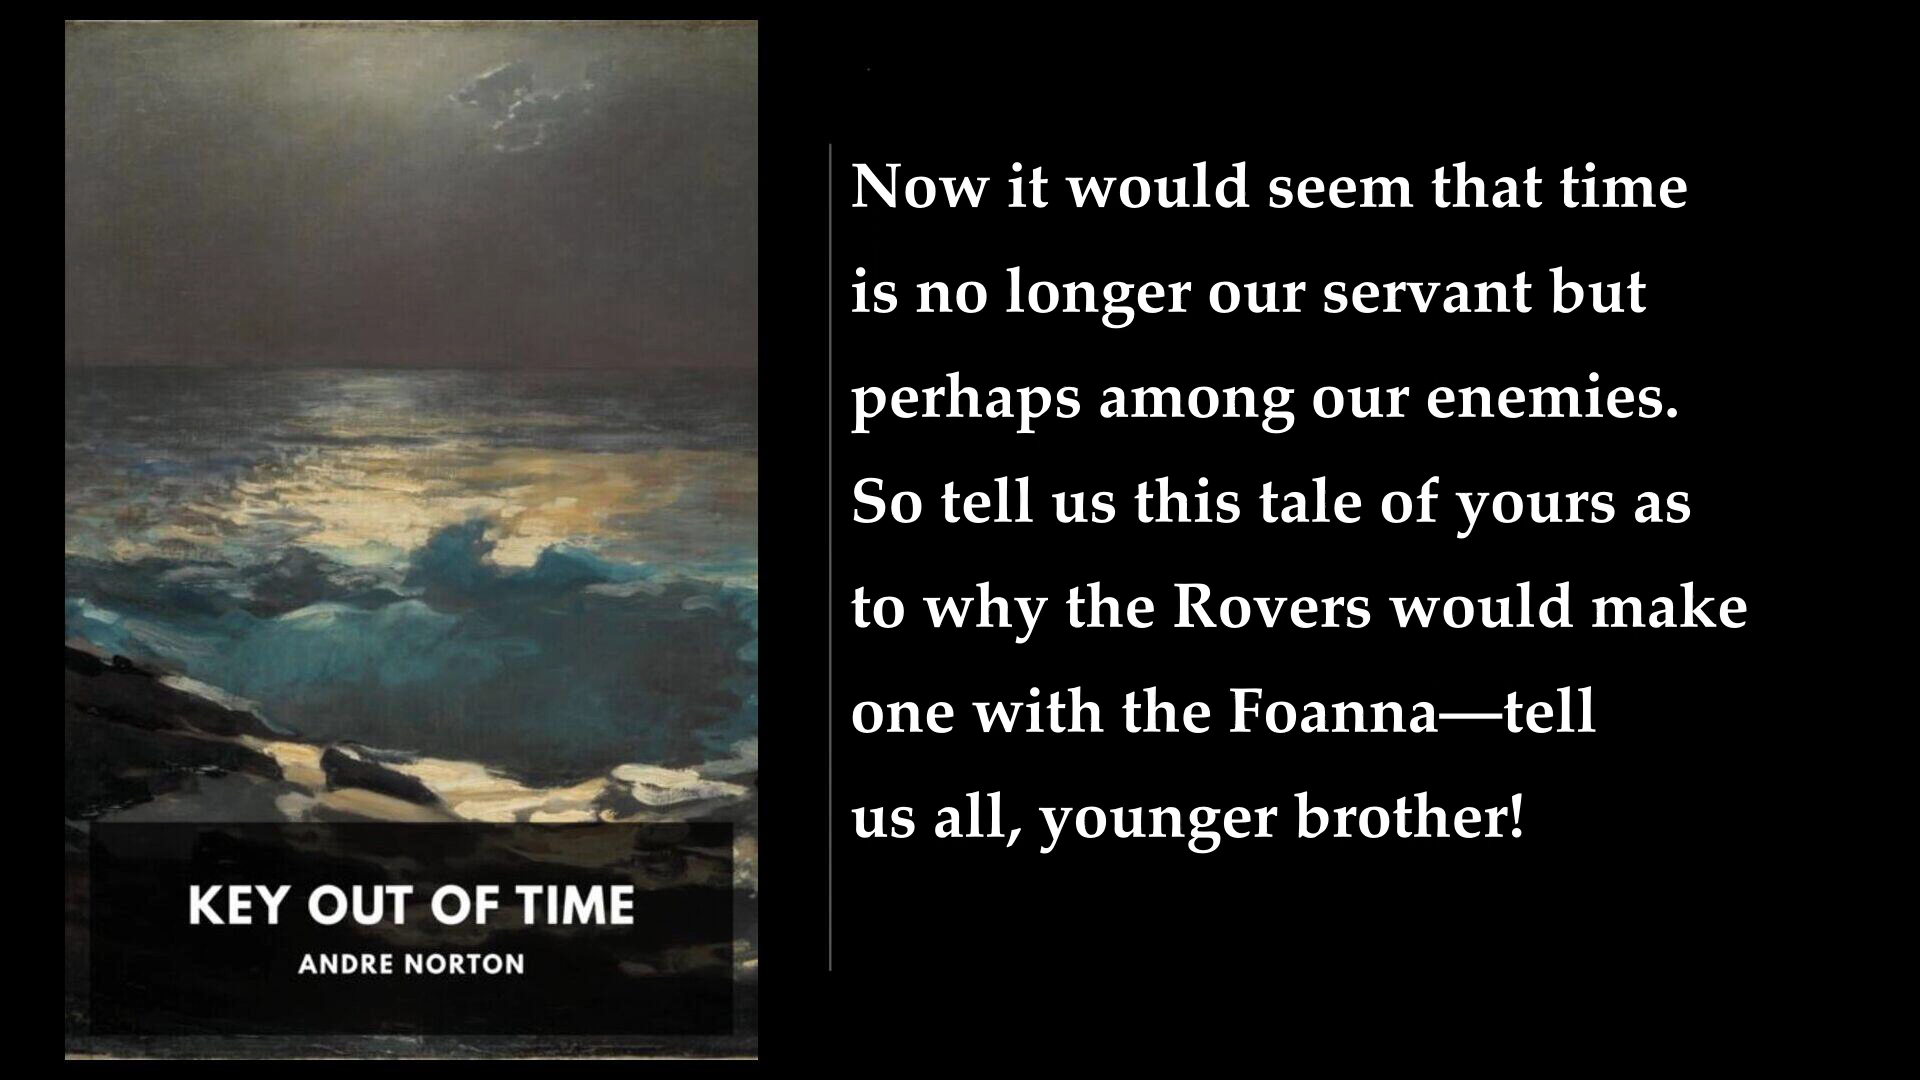 Now it would seem that time
is no longer our servant but
perhaps among our enemies.
So tell us this tale of yours as
to why the Rovers would make
one with the Foanna—tell
us all, younger brother!
KEY OUT OF TIME
ANDRE NORTON